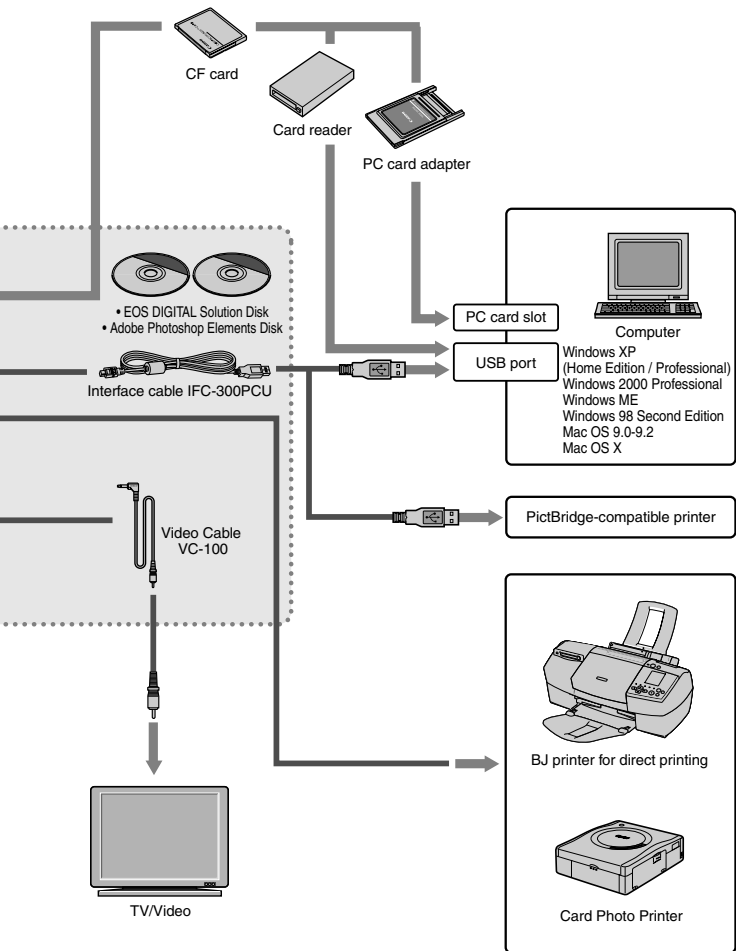 CF card
Card reader
PC card adapter
• EOS DIGITAL Solution Disk
• Adobe Photoshop Elements Disk
Interface cable IFC-300PCU
PC card slot
USB port
Computer
Windows XP
(Home Edition / Professional)
Windows 2000 Professional
Windows ME
Windows 98 Second Edition
Mac OS 9.0-9.2
Mac OS X
Video Cable
VC-100
PictBridge-compatible printer
BJ printer for direct printing
TV/Video
Card Photo Printer